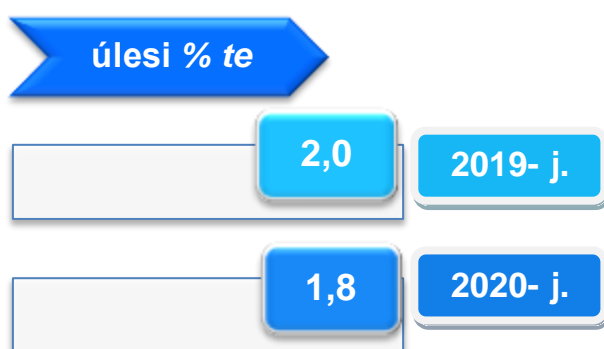 úlesi % te
2,0
2019- j.
1,8
2020- j.